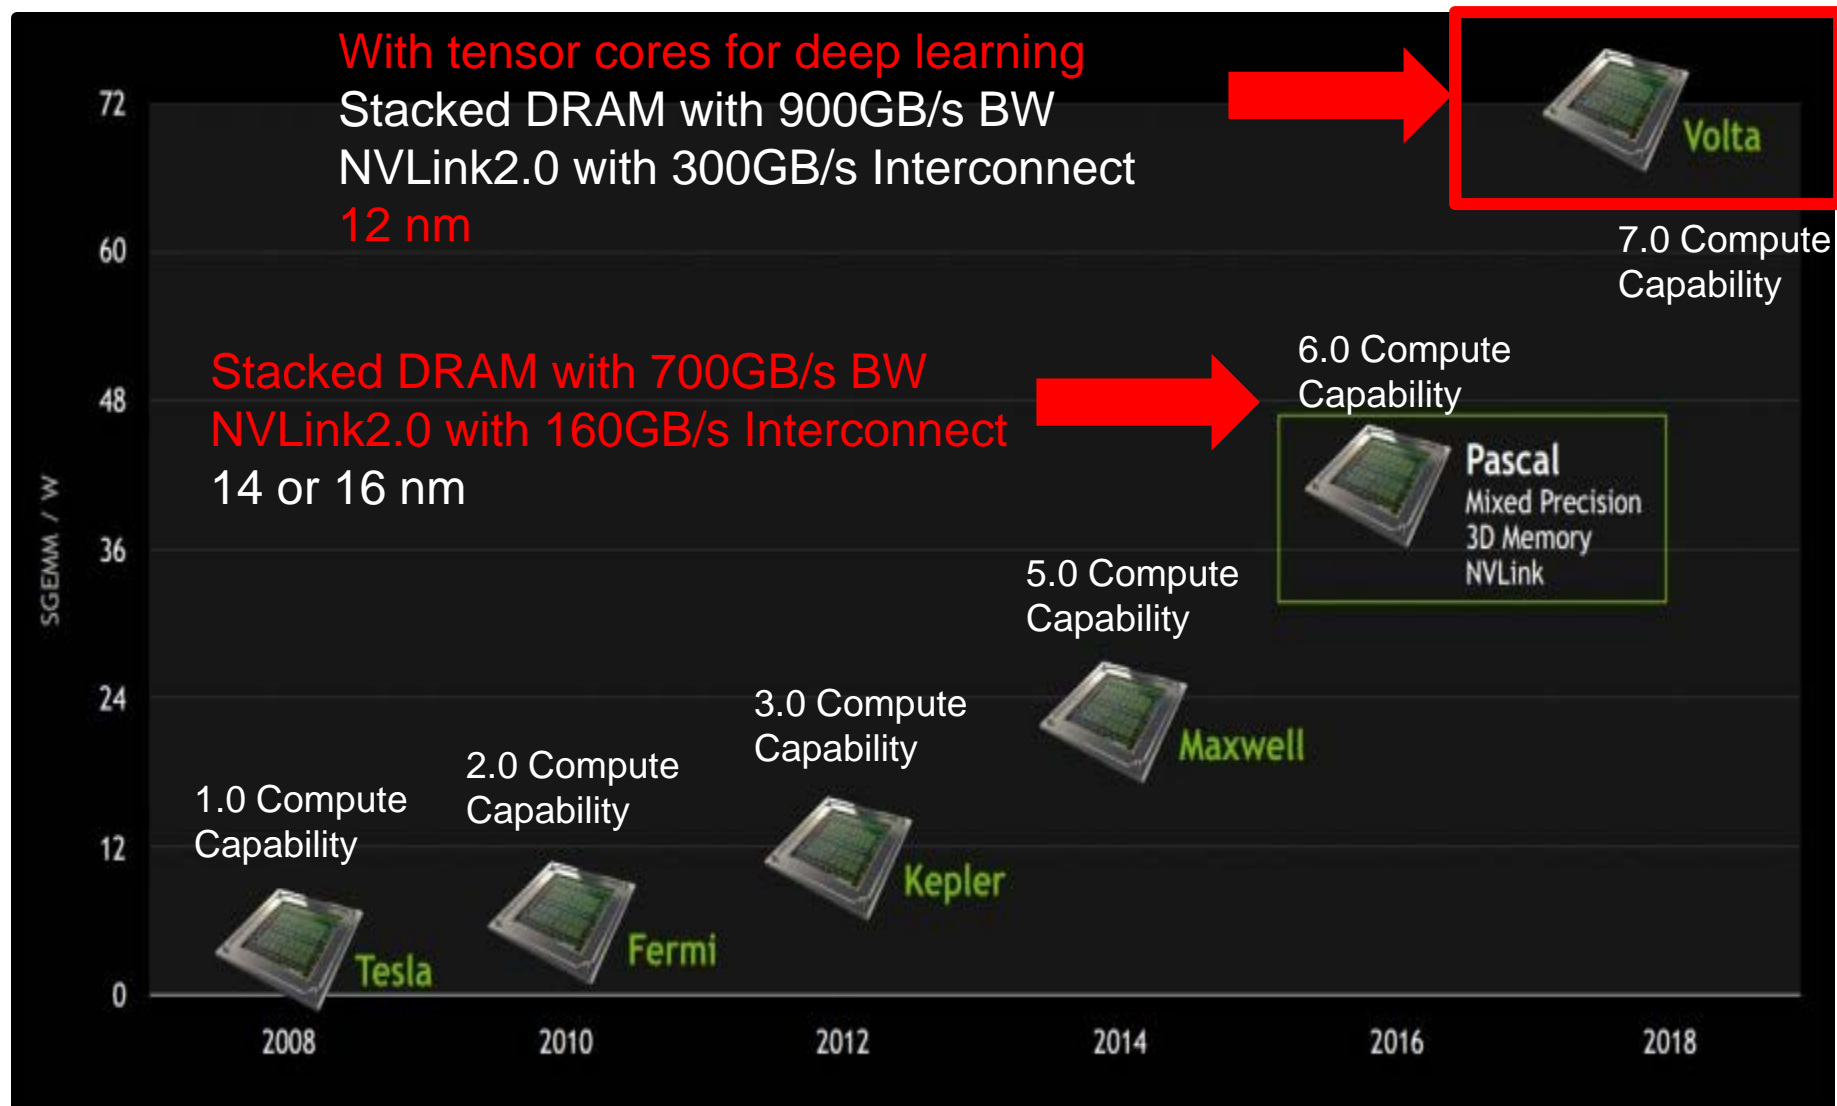 With tensor cores for deep learning
Stacked DRAM with 900GB/s BW
NVLink2.0 with 300GB/s Interconnect
12 nm
Volta
7.0 Compute
Capability
Stacked DRAM with 700GB/s BW
NVLink2.0 with 160GB/s Interconnect
14 or 16 nm
6.0 Compute
Capability
Pascal
Mixed Precision
3D Memory
NVLink
5.0 Compute
Capability
Maxwell
3.0 Compute
Capability
Kepler
2.0 Compute
Capability
Fermi
1.0 Compute
Capability
Tesla
SGEMM / W
72
60
48
36
24
12
0
2008
2010
2012
2014
2016
2018